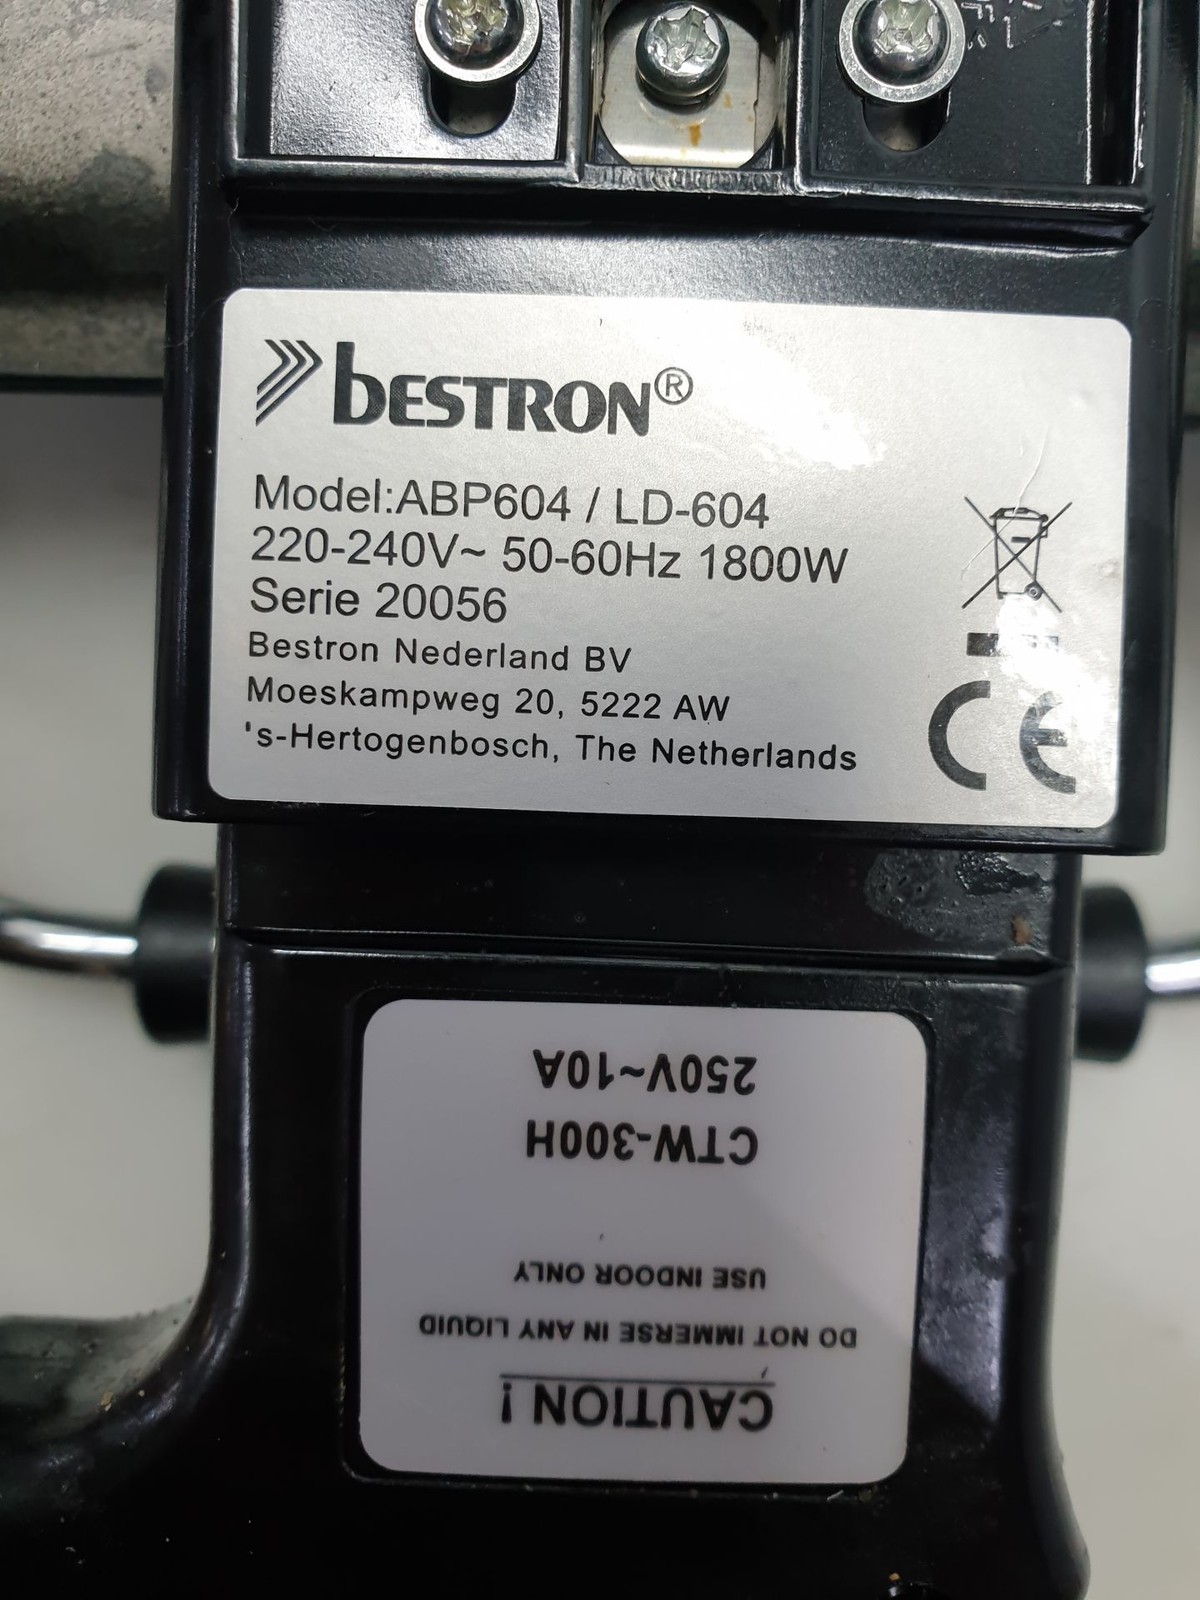 bESTRON®
Model:ABP604 / LD-604
220-240V~ 50-60Hz 1800W
Serie 20056
Bestron Nederland BV
Moeskampweg 20, 5222 AW
's-Hertogenbosch, The Netherlands
CE
CAUTION !
DO NOT IMMERSE IN ANY LIQUID
USE INDOOR ONLY
CTW-300H
250V~10A